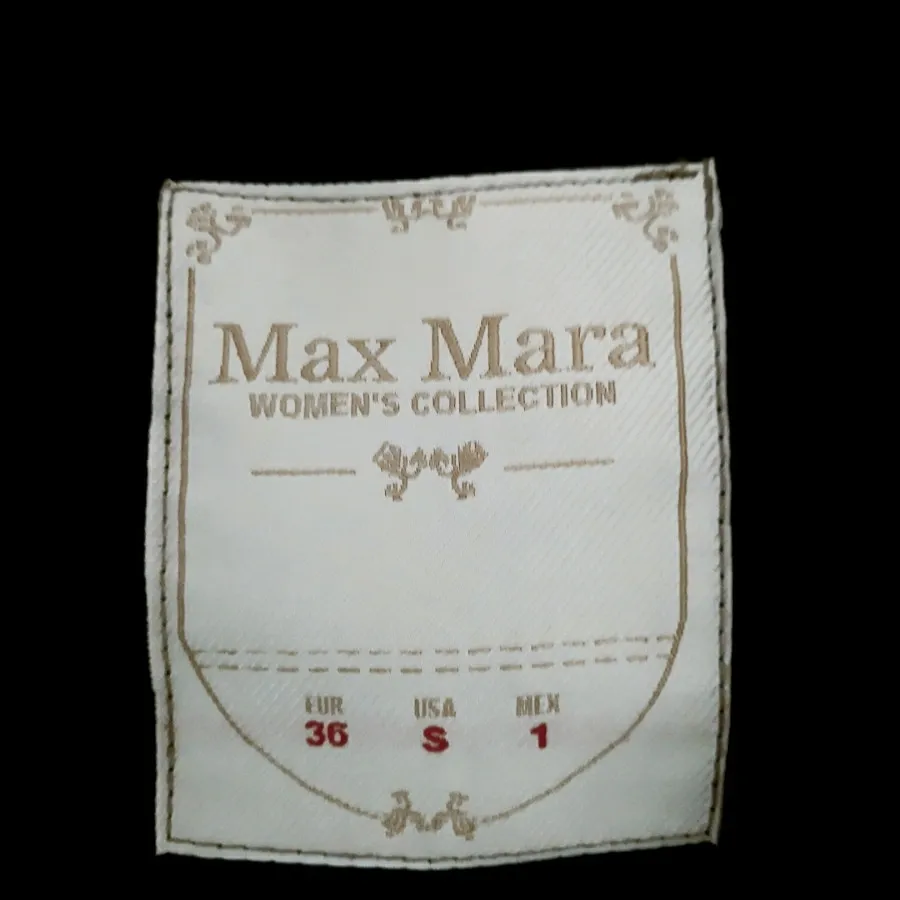 Max Mara
WOMEN'S COLLECTION
EUR USA MEX
36 S 1